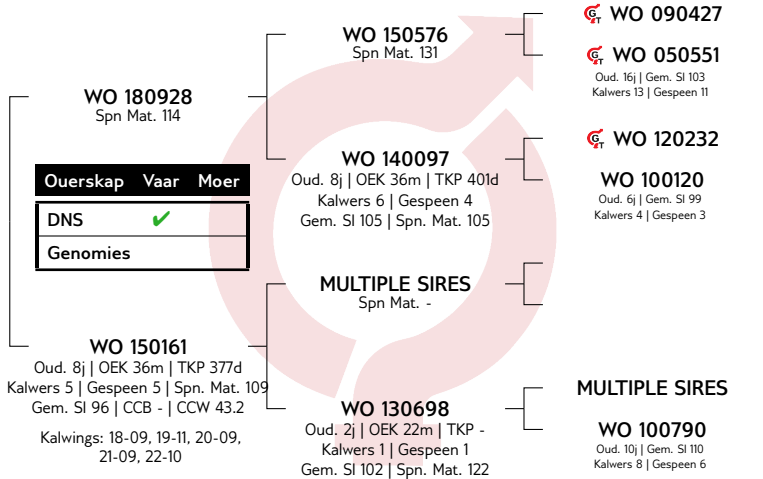 WO 180928
Spn Mat. 114
Ouerskap Vaar Moer
DNS ✔
Genomies
WO 150161
Oud. 8j | OEK 36m | TKP 377d
Kalwers 5 | Gespeen 5 | Spn. Mat. 109
Gem. SI 96 | CCB - | CCW 43.2
Kalwings: 18-09, 19-11, 20-09,
21-09, 22-10
WO 150576
Spn Mat. 131
WO 140097
Oud. 8j | OEK 36m | TKP 401d
Kalwers 6 | Gespeen 4
Gem. SI 105 | Spn. Mat. 105
MULTIPLE SIRES
Spn Mat. -
WO 130698
Oud. 2j | OEK 22m | TKP -
Kalwers 1 | Gespeen 1
Gem. SI 102 | Spn. Mat. 122
GT WO 090427
GT WO 050551
Oud. 16j | Gem. SI 103
Kalwers 13 | Gespeen 11
GT WO 120232
WO 100120
Oud. 6j | Gem. SI 99
Kalwers 4 | Gespeen 3
MULTIPLE SIRES
WO 100790
Oud. 10j | Gem. SI 110
Kalwers 8 | Gespeen 6